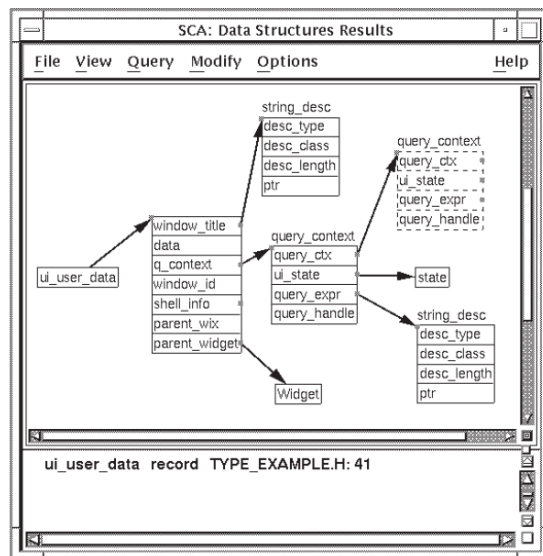 SCA: Data Structures Results
File View Query Modify Options Help
string_desc
desc_type
desc_class
desc_length
ptr
query_context
query_ctx
ui_state
query_expr
query_handle
window_title
data
q_context
window_id
shell_info
parent_wix
parent_widget
ui_user_data
query_context
query_ctx
ui_state
query_expr
query_handle
state
string_desc
desc_type
desc_class
desc_length
ptr
Widget
ui_user_data record TYPE_EXAMPLE.H: 41